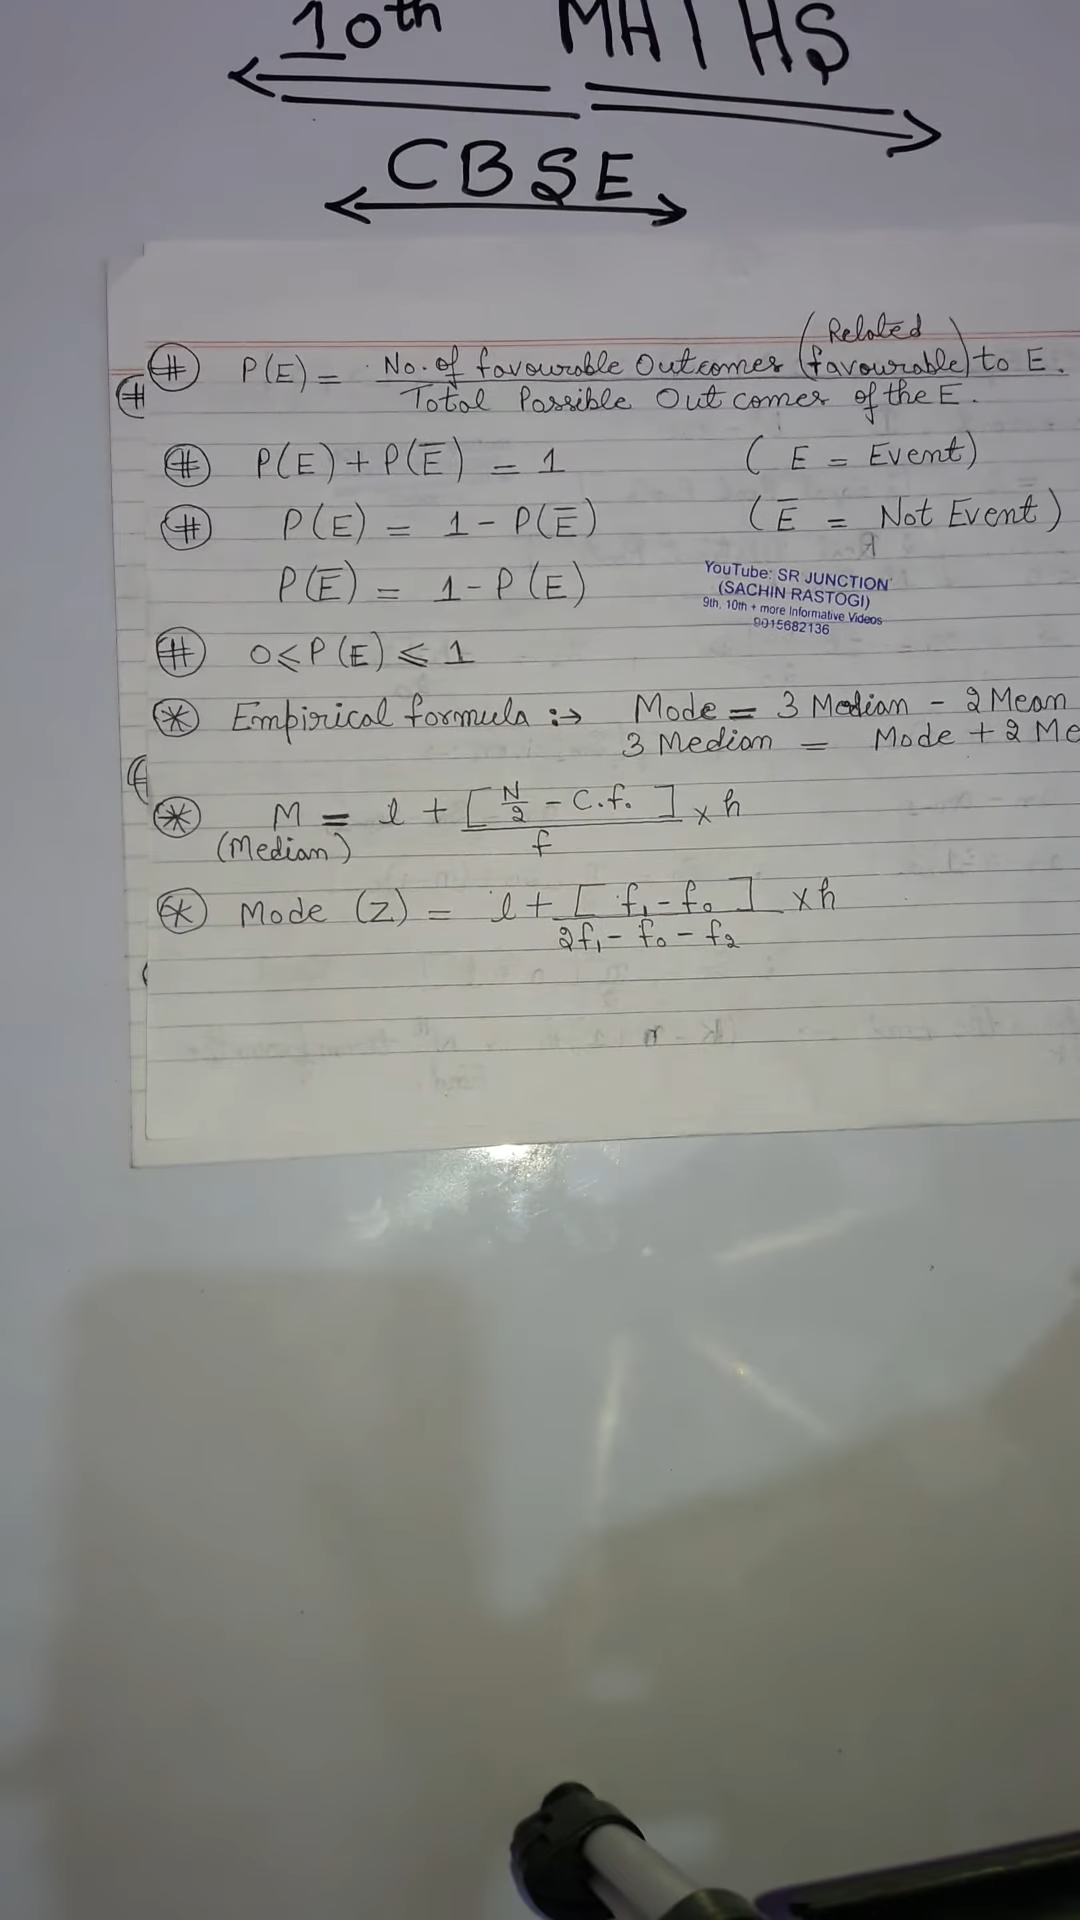 10th MATHS
CBSE
# P(E) = No. of favourable Outcomes (Related favourable) to E.
Total Possible Outcomes of the E.
# P(E) + P(E̅) = 1 (E = Event)
# P(E) = 1 - P(E̅) (E̅ = Not Event)
P(E̅) = 1 - P(E)
YouTube: SR JUNCTION
(SACHIN RASTOGI)
9th, 10th + more Informative Videos
9015682136
# 0 ≤ P(E) ≤ 1
* Empirical formula :→ Mode = 3 Median - 2 Mean
3 Median = Mode + 2 Me
* M = l + [N/2 - C.f.] × h
(Median) f
* Mode (Z) = l + [f₁ - f₀] × h
2f₁ - f₀ - f₂